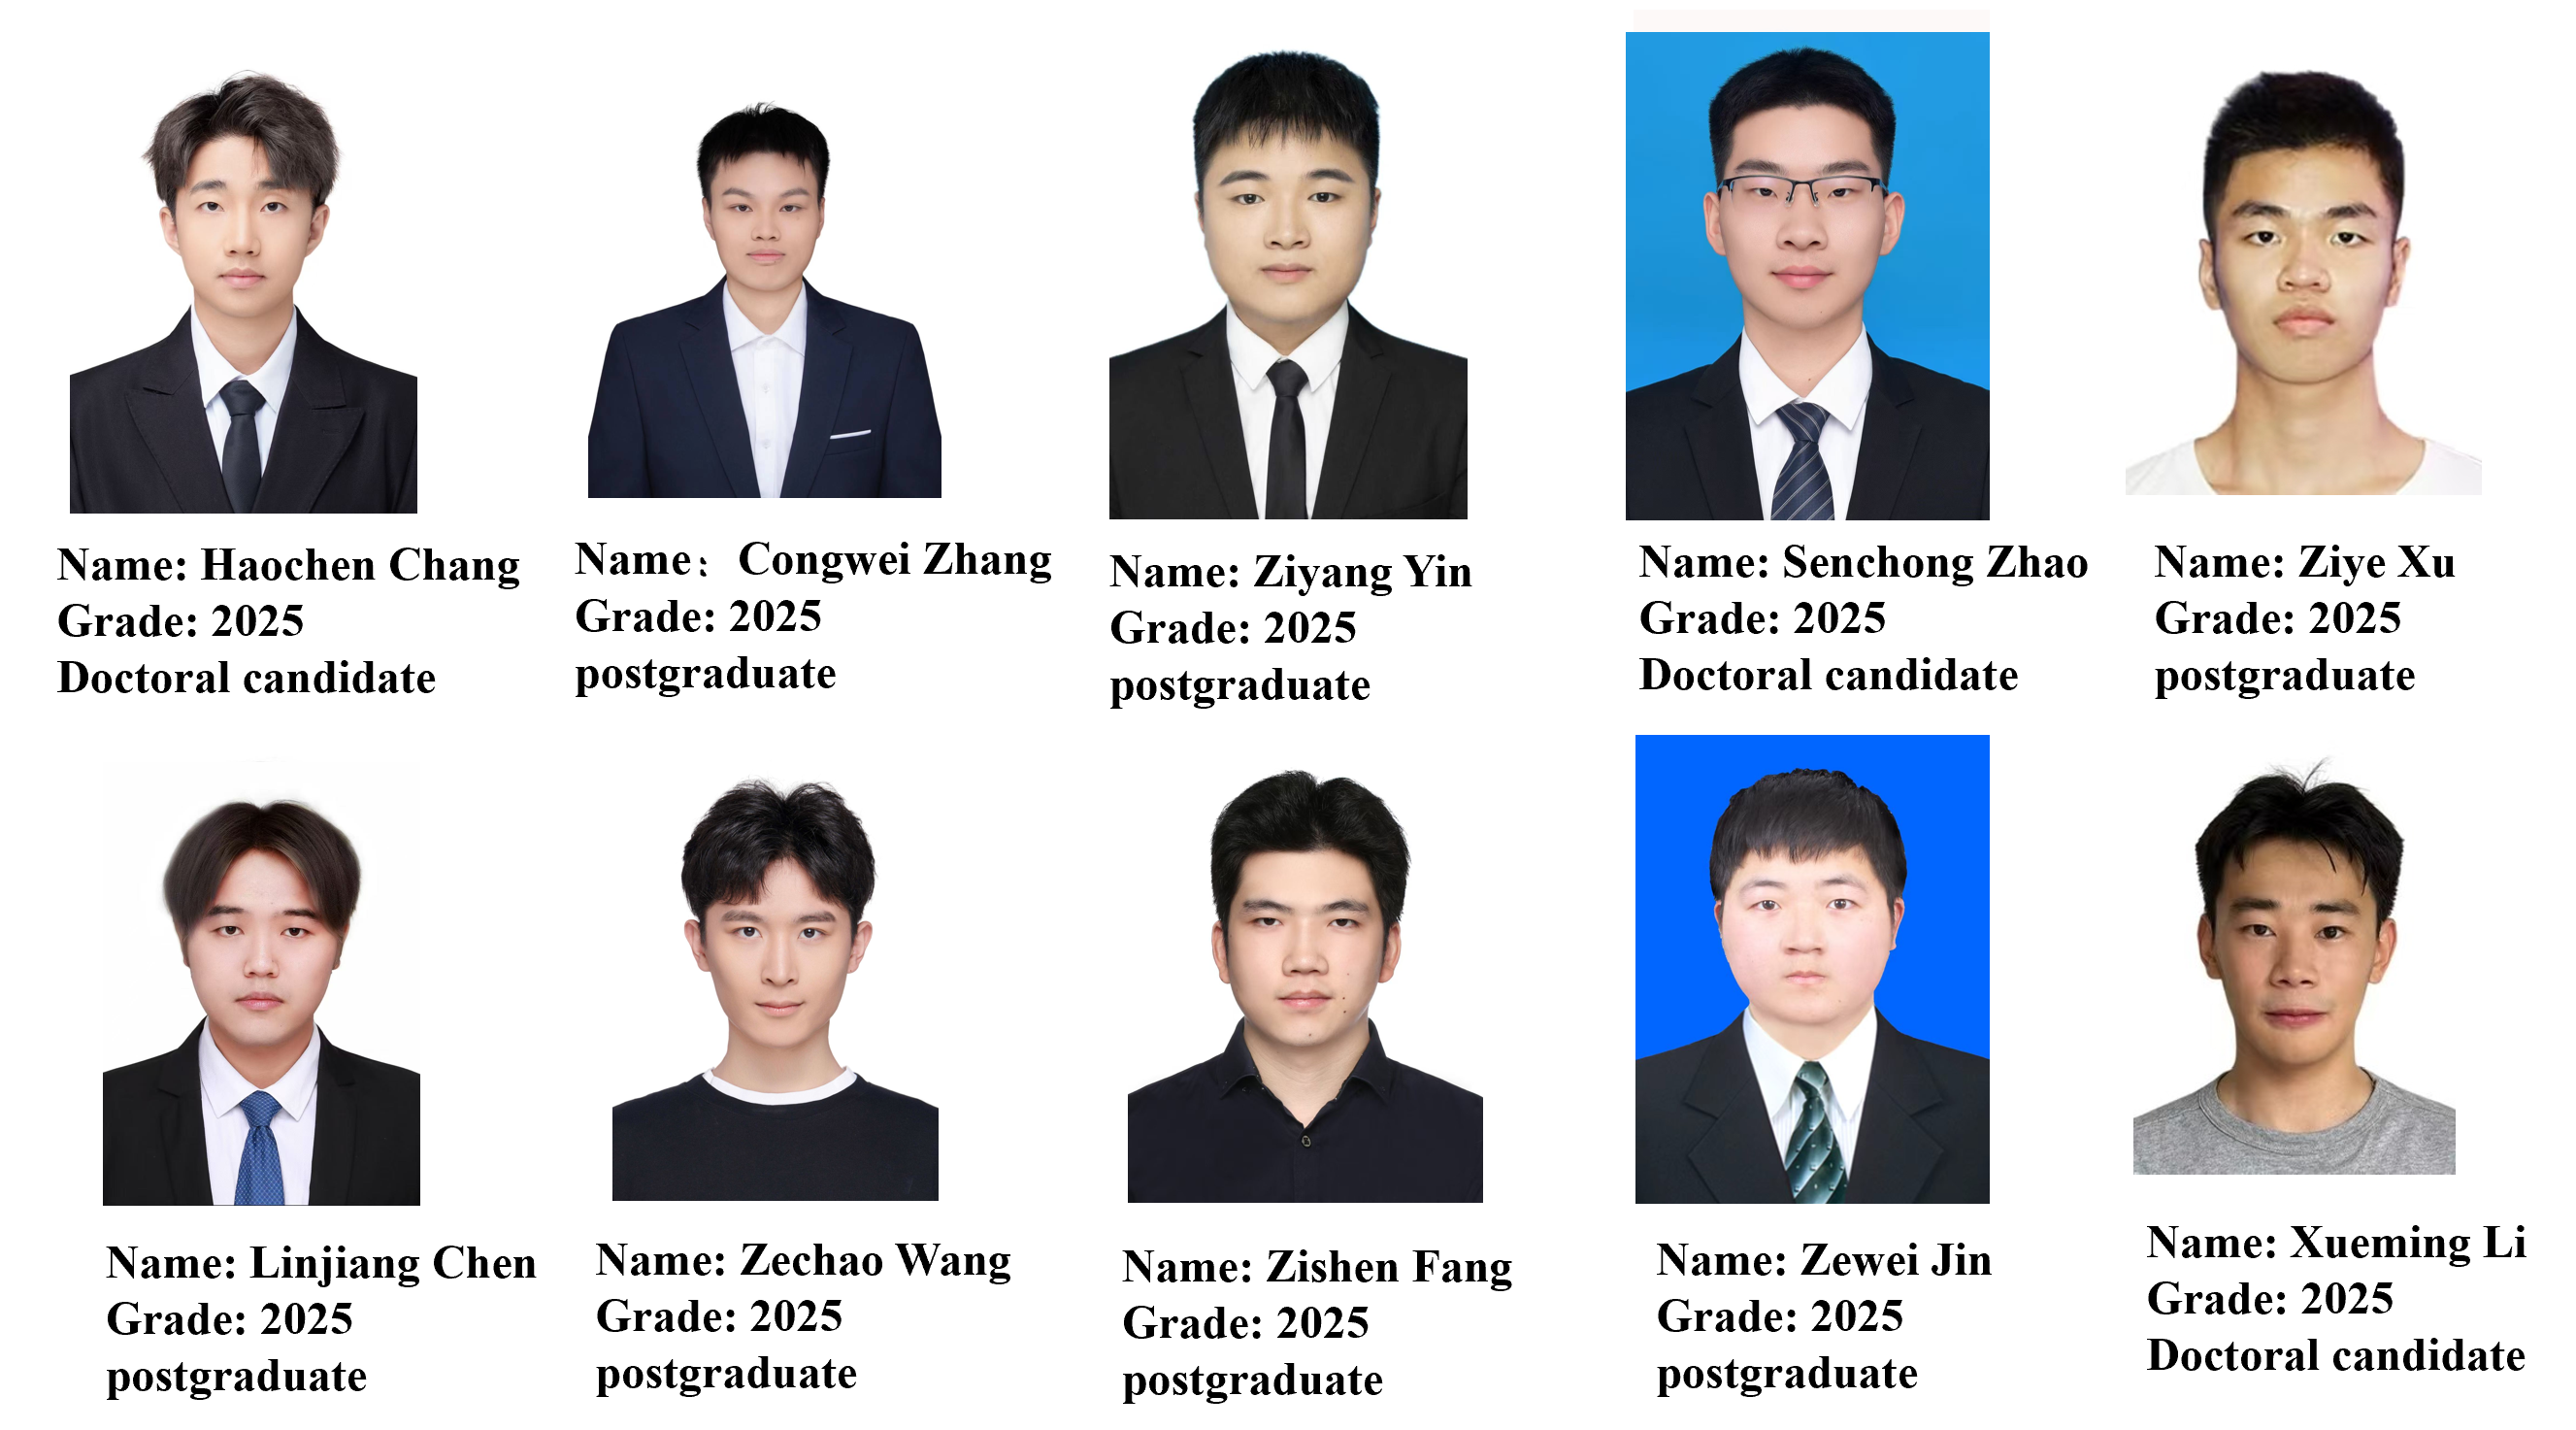 Name: Haochen Chang
Grade: 2025
Doctoral candidate
Name：Congwei Zhang
Grade: 2025
postgraduate
Name: Ziyang Yin
Grade: 2025
postgraduate
Name: Senchong Zhao
Grade: 2025
Doctoral candidate
Name: Ziye Xu
Grade: 2025
postgraduate
Name: Linjiang Chen
Grade: 2025
postgraduate
Name: Zechao Wang
Grade: 2025
postgraduate
Name: Zishen Fang
Grade: 2025
postgraduate
Name: Zewei Jin
Grade: 2025
postgraduate
Name: Xueming Li
Grade: 2025
Doctoral candidate